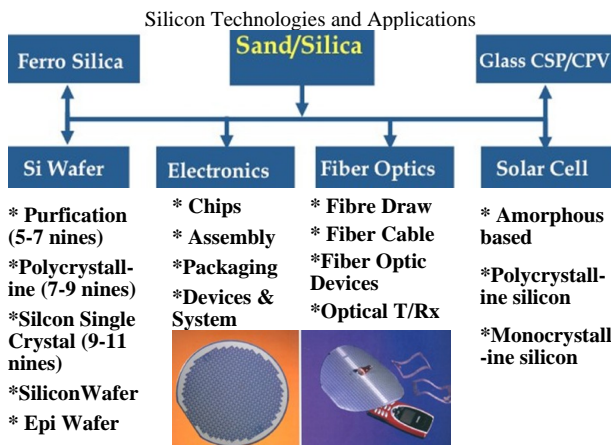 Silicon Technologies and Applications
Ferro Silica
Sand/Silica
Glass CSP/CPV
Si Wafer
Electronics
Fiber Optics
Solar Cell
* Purfication
(5-7 nines)
*Polycrystall-
ine (7-9 nines)
*Silcon Single
Crystal (9-11
nines)
*SiliconWafer
* Epi Wafer
* Chips
* Assembly
*Packaging
*Devices &
System
* Fibre Draw
* Fiber Cable
*Fiber Optic
Devices
*Optical T/Rx
* Amorphous
based
*Polycrystall-
ine silicon
*Monocrystall
-ine silicon